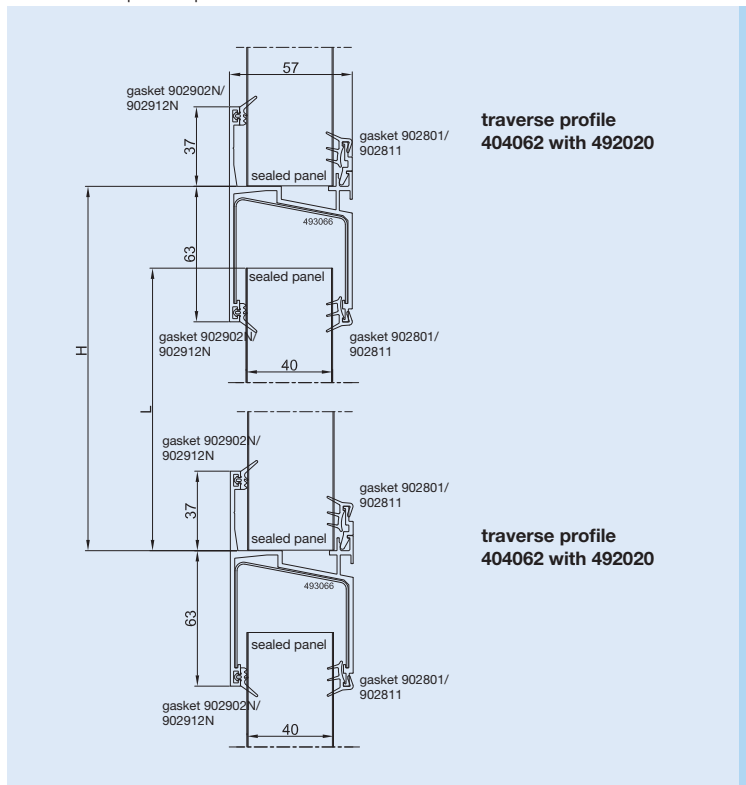 57
gasket 902902N/
902912N
traverse profile
404062 with 492020
gasket 902801/
902811
37
sealed panel
493066
63
sealed panel
gasket 902902N/
902912N
gasket 902801/
902811
40
H
L
gasket 902902N/
902912N
gasket 902801/
902811
37
traverse profile
404062 with 492020
sealed panel
493066
63
sealed panel
gasket 902801/
902811
gasket 902902N/
902912N
40